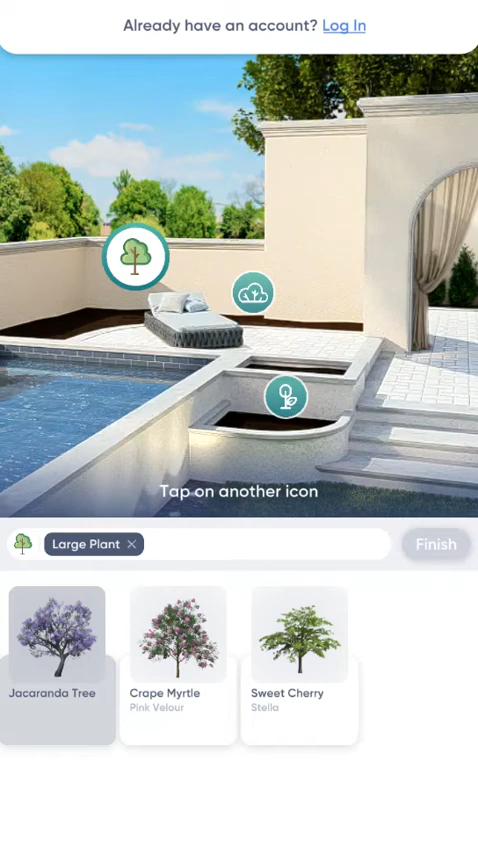 Already have an account? Log In
Tap on another icon
Large Plant
Finish
Jacaranda Tree
Crape Myrtle
Pink Velour
Sweet Cherry
Stella